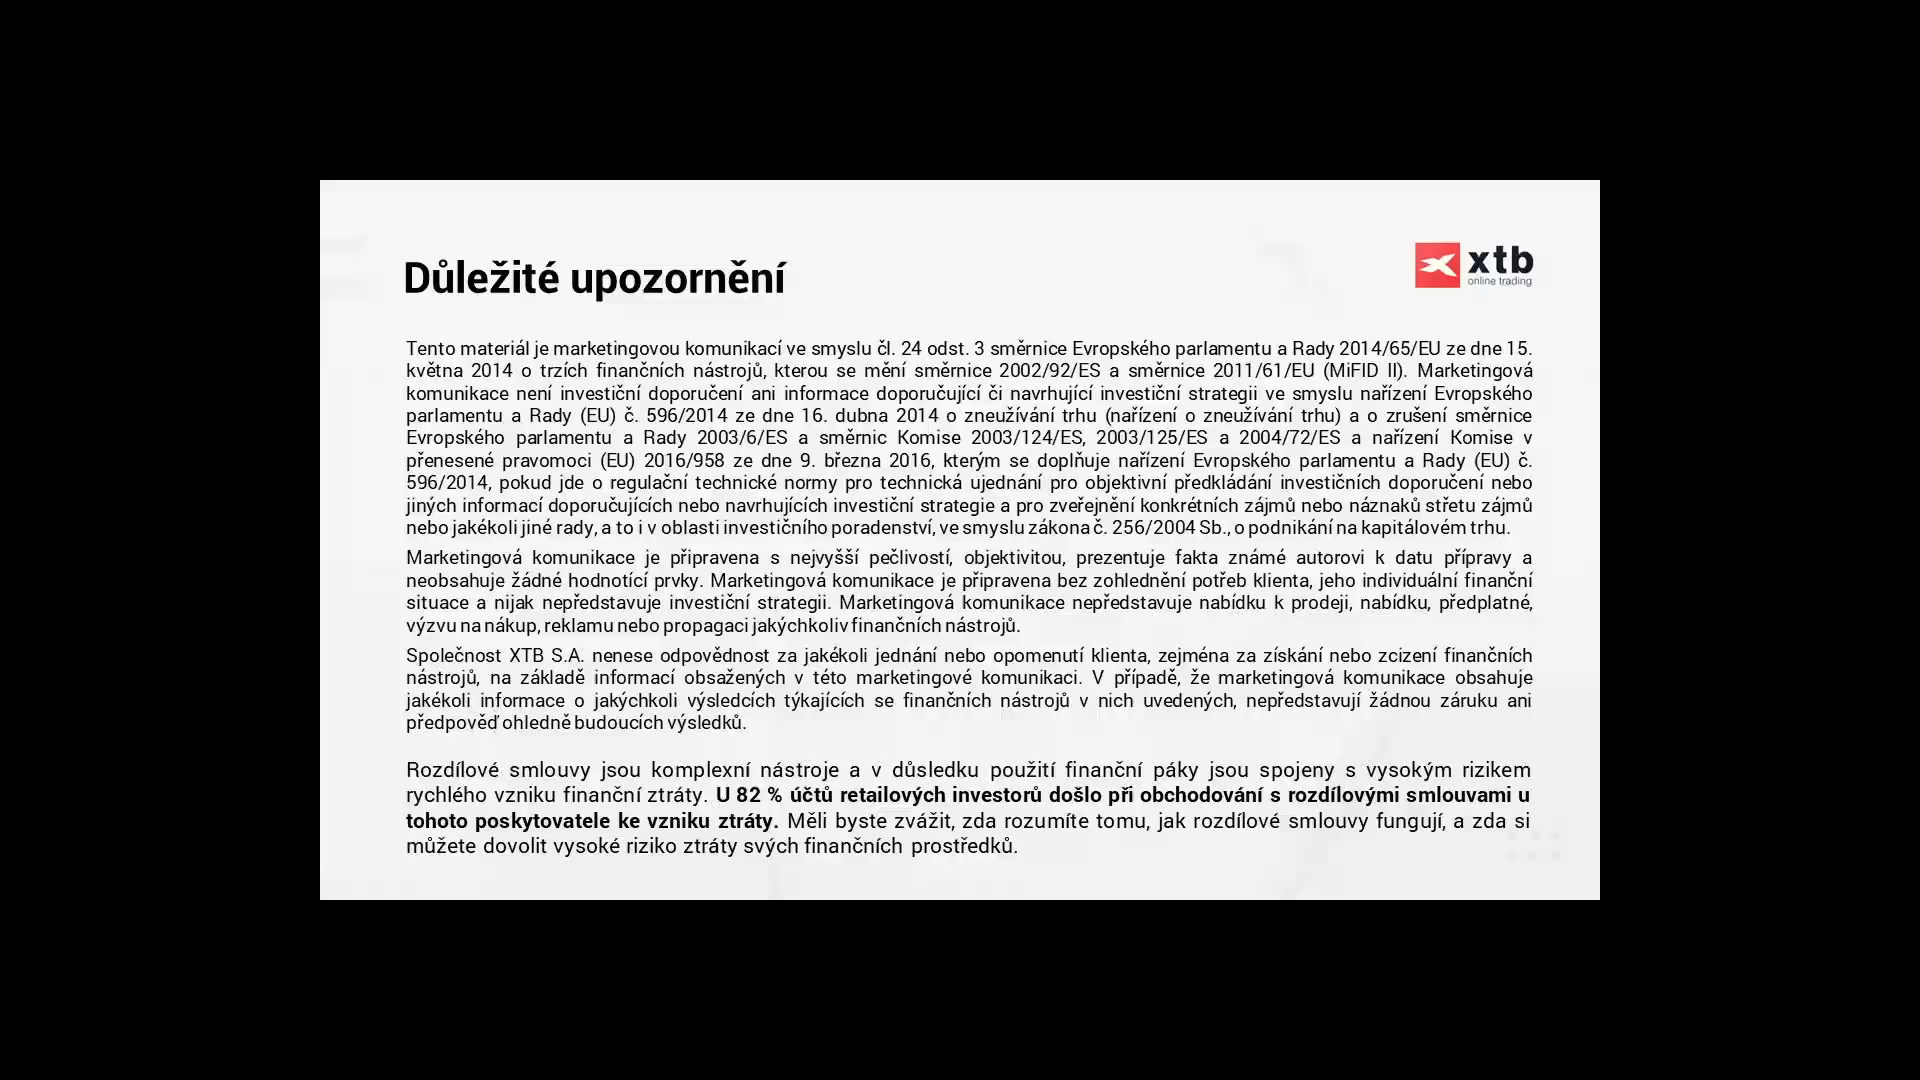 Důležité upozornění
xtb
online trading
Tento materiál je marketingovou komunikací ve smyslu čl. 24 odst. 3 směrnice Evropského parlamentu a Rady 2014/65/EU ze dne 15.
května 2014 o trzích finančních nástrojů, kterou se mění směrnice 2002/92/ES a směrnice 2011/61/EU (MiFID II). Marketingová
komunikace není investiční doporučení ani informace doporučující či navrhující investiční strategii ve smyslu nařízení Evropského
parlamentu a Rady (EU) č. 596/2014 ze dne 16. dubna 2014 o zneužívání trhu (nařízení o zneužívání trhu) a o zrušení směrnice
Evropského parlamentu a Rady 2003/6/ES a směrnic Komise 2003/124/ES, 2003/125/ES a 2004/72/ES a nařízení Komise v
přenesené pravomoci (EU) 2016/958 ze dne 9. března 2016, kterým se doplňuje nařízení Evropského parlamentu a Rady (EU) č.
596/2014, pokud jde o regulační technické normy pro technická ujednání pro objektivní předkládání investičních doporučení nebo
jiných informací doporučujících nebo navrhujících investiční strategie a pro zveřejnění konkrétních zájmů nebo náznaků střetu zájmů
nebo jakékoli jiné rady, a to i v oblasti investičního poradenství, ve smyslu zákona č. 256/2004 Sb., o podnikání na kapitálovém trhu.
Marketingová komunikace je připravena s nejvyšší pečlivostí, objektivitou, prezentuje fakta známé autorovi k datu přípravy a
neobsahuje žádné hodnotící prvky. Marketingová komunikace je připravena bez zohlednění potřeb klienta, jeho individuální finanční
situace a nijak nepředstavuje investiční strategii. Marketingová komunikace nepředstavuje nabídku k prodeji, nabídku, předplatné,
výzvu na nákup, reklamu nebo propagaci jakýchkoliv finančních nástrojů.
Společnost XTB S.A. nenese odpovědnost za jakékoli jednání nebo opomenutí klienta, zejména za získání nebo zcizení finančních
nástrojů, na základě informací obsažených v této marketingové komunikaci. V případě, že marketingová komunikace obsahuje
jakékoli informace o jakýchkoli výsledcích týkajících se finančních nástrojů v nich uvedených, nepředstavují žádnou záruku ani
předpověď ohledně budoucích výsledků.
Rozdílové smlouvy jsou komplexní nástroje a v důsledku použití finanční páky jsou spojeny s vysokým rizikem
rychlého vzniku finanční ztráty. U 82 % účtů retailových investorů došlo při obchodování s rozdílovými smlouvami u
tohoto poskytovatele ke vzniku ztráty. Měli byste zvážit, zda rozumíte tomu, jak rozdílové smlouvy fungují, a zda si
můžete dovolit vysoké riziko ztráty svých finančních prostředků.